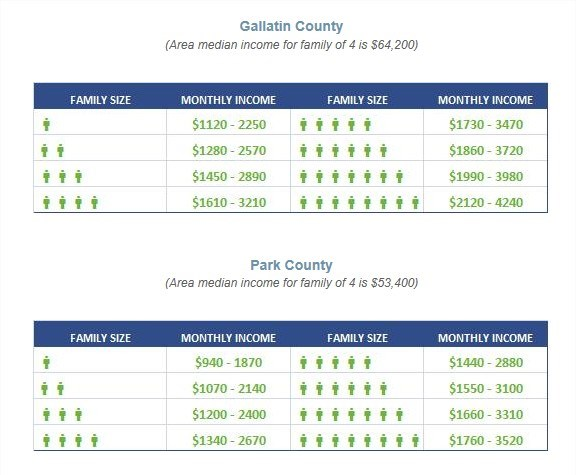 Gallatin County
(Area median income for family of 4 is $64,200)
FAMILY SIZE MONTHLY INCOME FAMILY SIZE MONTHLY INCOME
$1120 - 2250 $1730 - 3470
$1280 - 2570 $1860 - 3720
$1450 - 2890 $1990 - 3980
$1610 - 3210 $2120 - 4240
Park County
(Area median income for family of 4 is $53,400)
FAMILY SIZE MONTHLY INCOME FAMILY SIZE MONTHLY INCOME
$940 - 1870 $1440 - 2880
$1070 - 2140 $1550 - 3100
$1200 - 2400 $1660 - 3310
$1340 - 2670 $1760 - 3520